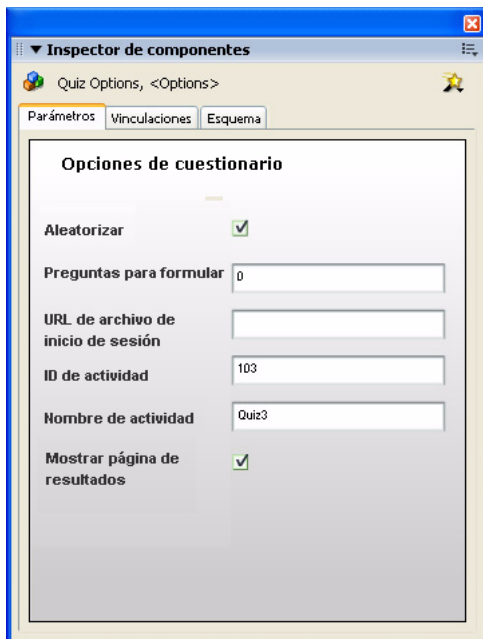 Inspector de componentes
Quiz Options, <Options>
Parámetros Vinculaciones Esquema
Opciones de cuestionario
Aleatorizar
Preguntas para formular 0
URL de archivo de
inicio de sesión
ID de actividad 103
Nombre de actividad Quiz3
Mostrar página de
resultados